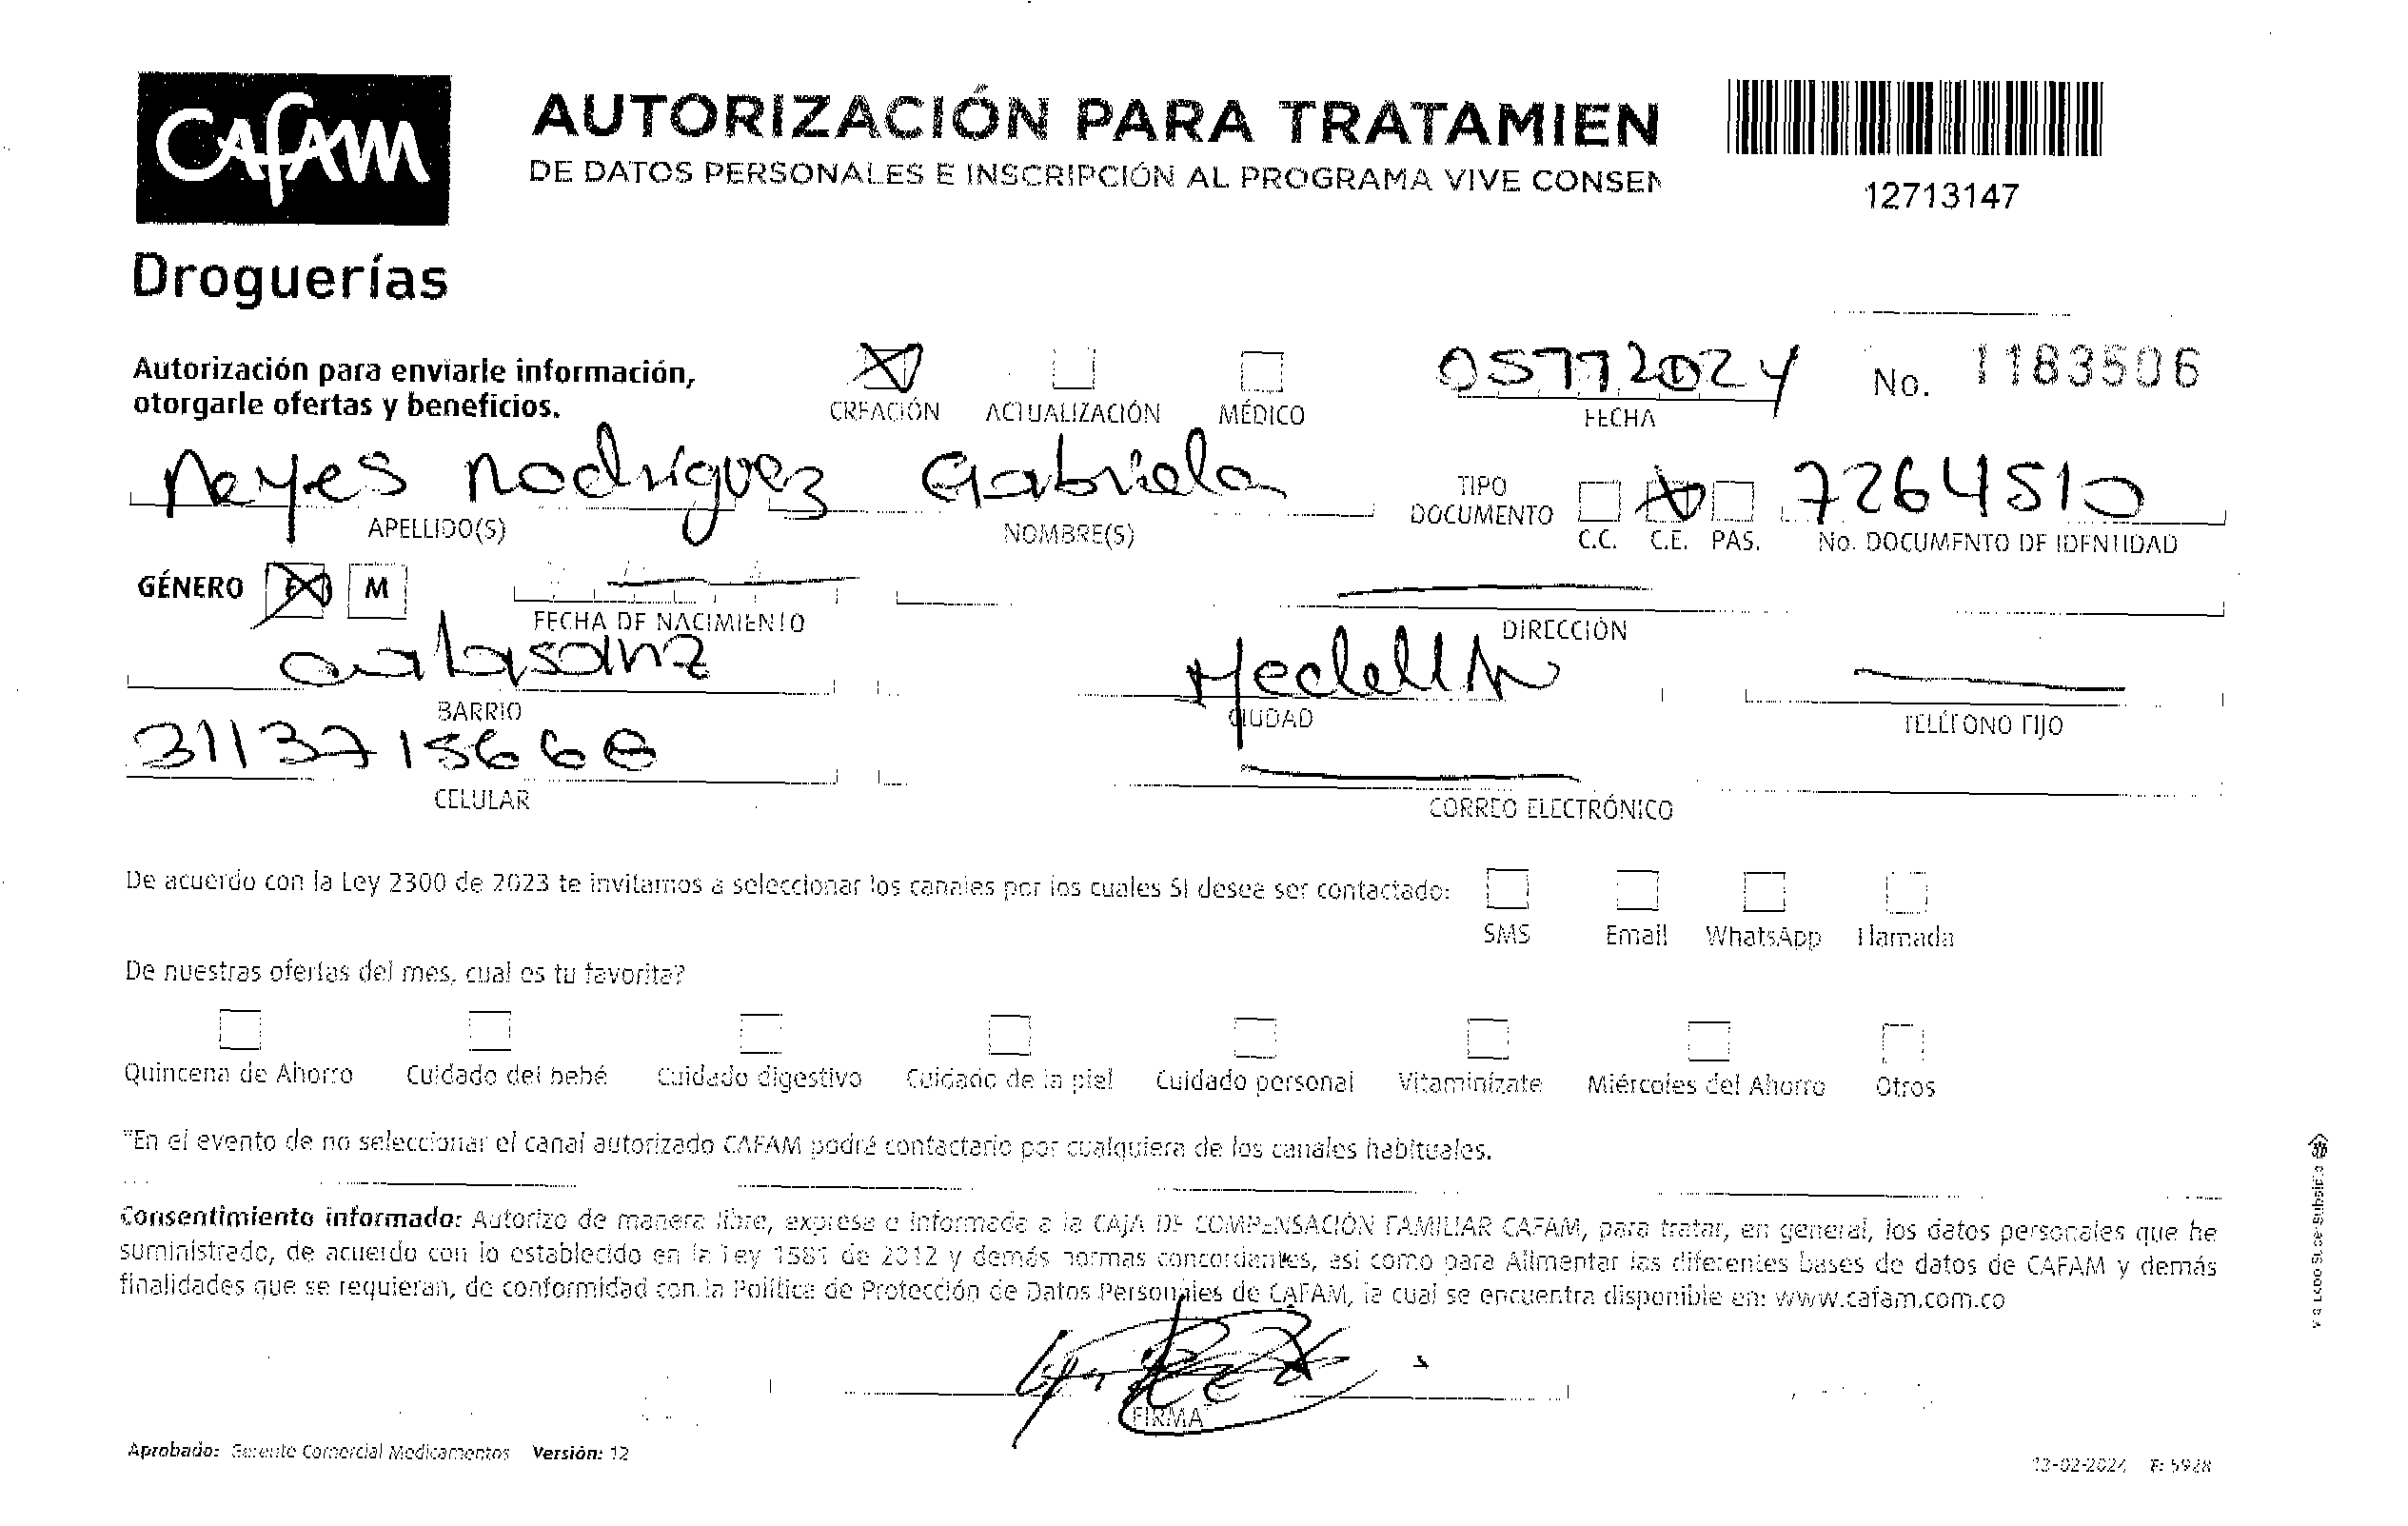 CAFAM
AUTORIZACIÓN PARA TRATAMIEN
DE DATOS PERSONALES E INSCRIPCIÓN AL PROGRAMA VIVE CONSEN
12713147
Droguerías
Autorización para enviarle información,
otorgarle ofertas y beneficios.
CREACIÓN ACTUALIZACIÓN MÉDICO
05772024
FECHA
No. 1183506
Reyes Rodriguez Gabriela
APELLIDO(S) NOMBRE(S)
TIPO DOCUMENTO C.C. C.E. PAS.
7264510
No. DOCUMENTO DE IDENTIDAD
GÉNERO F M
FECHA DE NACIMIENTO DIRECCIÓN
calasanz Medellin
BARRIO CIUDAD TELÉFONO FIJO
3113715668
CELULAR CORREO ELECTRÓNICO
De acuerdo con la Ley 2300 de 2023 te invitamos a seleccionar los canales por los cuales SI desea ser contactado:
SMS Email WhatsApp Llamada
De nuestras ofertas del mes, cual es tu favorita?
Quincena de Ahorro Cuidado del bebé Cuidado digestivo Cuidado de la piel Cuidado personal Vitaminízate Miércoles del Ahorro Otros
*En el evento de no seleccionar el canal autorizado CAFAM podrá contactarlo por cualquiera de los canales habituales.
Consentimiento informado: Autorizo de manera libre, expresa e informada a la CAJA DE COMPENSACIÓN FAMILIAR CAFAM, para tratar, en general, los datos personales que he
suministrado, de acuerdo con lo establecido en la Ley 1581 de 2012 y demás normas concordantes, así como para Alimentar las diferentes bases de datos de CAFAM y demás
finalidades que se requieran, de conformidad con la Política de Protección de Datos Personales de CAFAM, la cual se encuentra disponible en: www.cafam.com.co
FIRMA
Aprobado: Gerente Comercial Medicamentos Versión: 12
13-02-2024 F: 5928